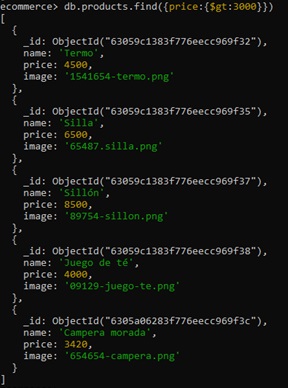 ecommerce> db.products.find({price:{$gt:3000}})
[
  {
    _id: ObjectId("63059c1383f776eecc969f32"),
    name: 'Termo',
    price: 4500,
    image: '1541654-termo.png'
  },
  {
    _id: ObjectId("63059c1383f776eecc969f35"),
    name: 'Silla',
    price: 6500,
    image: '65487.silla.png'
  },
  {
    _id: ObjectId("63059c1383f776eecc969f37"),
    name: 'Sillón',
    price: 8500,
    image: '89754-sillon.png'
  },
  {
    _id: ObjectId("63059c1383f776eecc969f38"),
    name: 'Juego de té',
    price: 4000,
    image: '09129-juego-te.png'
  },
  {
    _id: ObjectId("6305a06283f776eecc969f3c"),
    name: 'Campera morada',
    price: 3420,
    image: '654654-campera.png'
  }
]